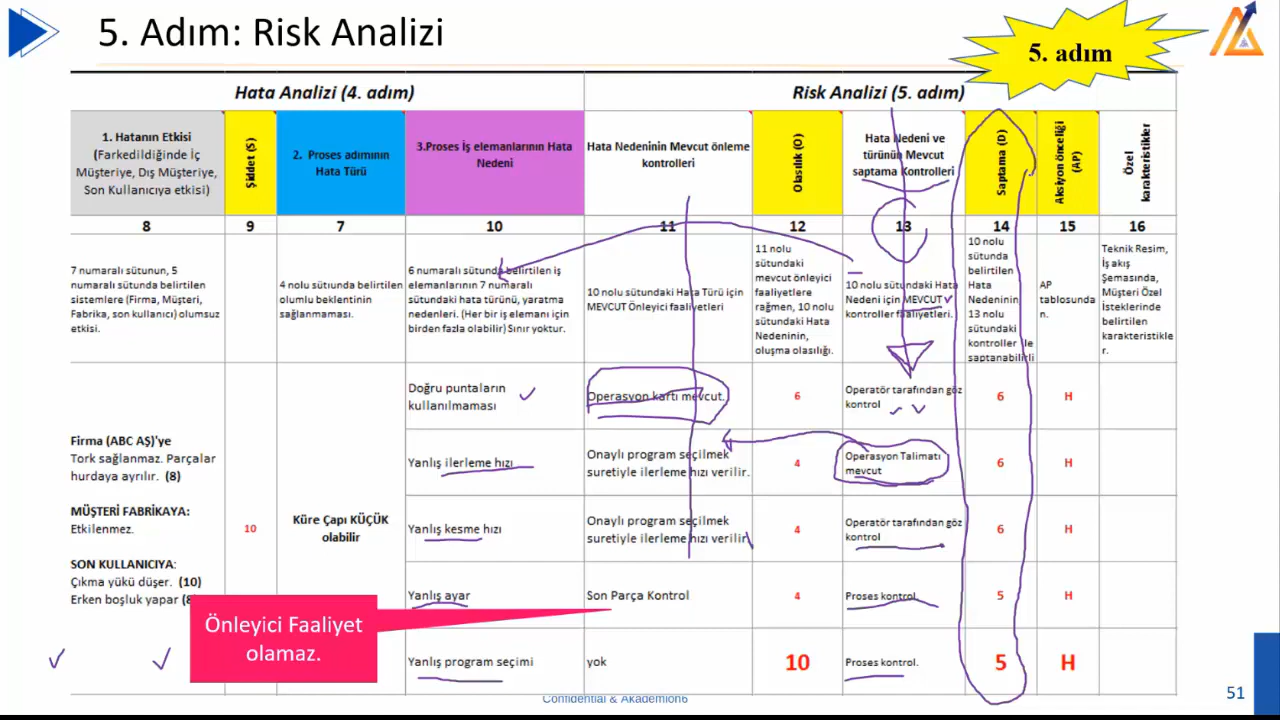 5. Adım: Risk Analizi
5. adım
Hata Analizi (4. adım)
Risk Analizi (5. adım)
1. Hatanın Etkisi
(Farkedildiğinde İç
Müşteriye, Dış Müşteriye,
Son Kullanıcıya etkisi)
Şiddet (Ş)
2. Proses adımının
Hata Türü
3.Proses İş elemanlarının Hata
Nedeni
Hata Nedeninin Mevcut önleme
kontrolleri
Olasılık (O)
Hata Nedeni ve
türünün Mevcut
saptama Kontrolleri
Saptama (D)
Aksiyon önceliği
(AP)
Özel
karakteristikler
8
9
7
10
11
12
13
14
15
16
7 numaralı sütunun, 5
numaralı sütunda belirtilen
sistemlere (Firma, Müşteri,
Fabrika, son kullanıcı) olumsuz
etkisi.
4 nolu sütıunda belirtilen
olumlu beklentinin
sağlanmaması.
6 numaralı sütunda belirtilen iş
elemanlarının 7 numaralı
sütundaki hata türünü, yaratma
nedenleri. (Her bir iş elemanı için
birden fazla olabilir) Sınır yoktur.
10 nolu sütundaki Hata Türü için
MEVCUT Önleyici faaliyetleri
11 nolu
sütundaki
mevcut önleyici
faaliyetlere
rağmen, 10 nolu
sütundaki Hata
Nedeninin,
oluşma olasılığı.
10 nolu sütundaki Hata
Nedeni için MEVCUT
kontroller faaliyetleri.
10 nolu
sütunda
belirtilen
Hata
Nedeninin
13 nolu
sütundaki
kontroller ile
saptanabilirli
AP
tablosunda
n.
Teknik Resim,
İş akış
Şemasında,
Müşteri Özel
İsteklerinde
belirtilen
karakteristikle
r.
Firma (ABC AŞ)'ye
Tork sağlanmaz. Parçalar
hurdaya ayrılır. (8)
MÜŞTERİ FABRİKAYA:
Etkilenmez.
SON KULLANICIYA:
Çıkma yükü düşer. (10)
Erken boşluk yapar (8
10
Küre Çapı KÜÇÜK
olabilir
Doğru puntaların
kullanılmaması
Operasyon kartı mevcut.
6
Operatör tarafından göz
kontrol
6
H
Yanlış ilerleme hızı
Onaylı program seçilmek
suretiyle ilerleme hızı verilir.
4
Operasyon Talimatı
mevcut
6
H
Yanlış kesme hızı
Onaylı program seçilmek
suretiyle ilerleme hızı verilir
4
Operatör tarafından göz
kontrol
6
H
Yanlış ayar
Son Parça Kontrol
4
Proses kontrol
5
H
Yanlış program seçimi
yok
10
Proses kontrol.
5
H
Önleyici Faaliyet
olamaz.
Confidential & Akademion6
51